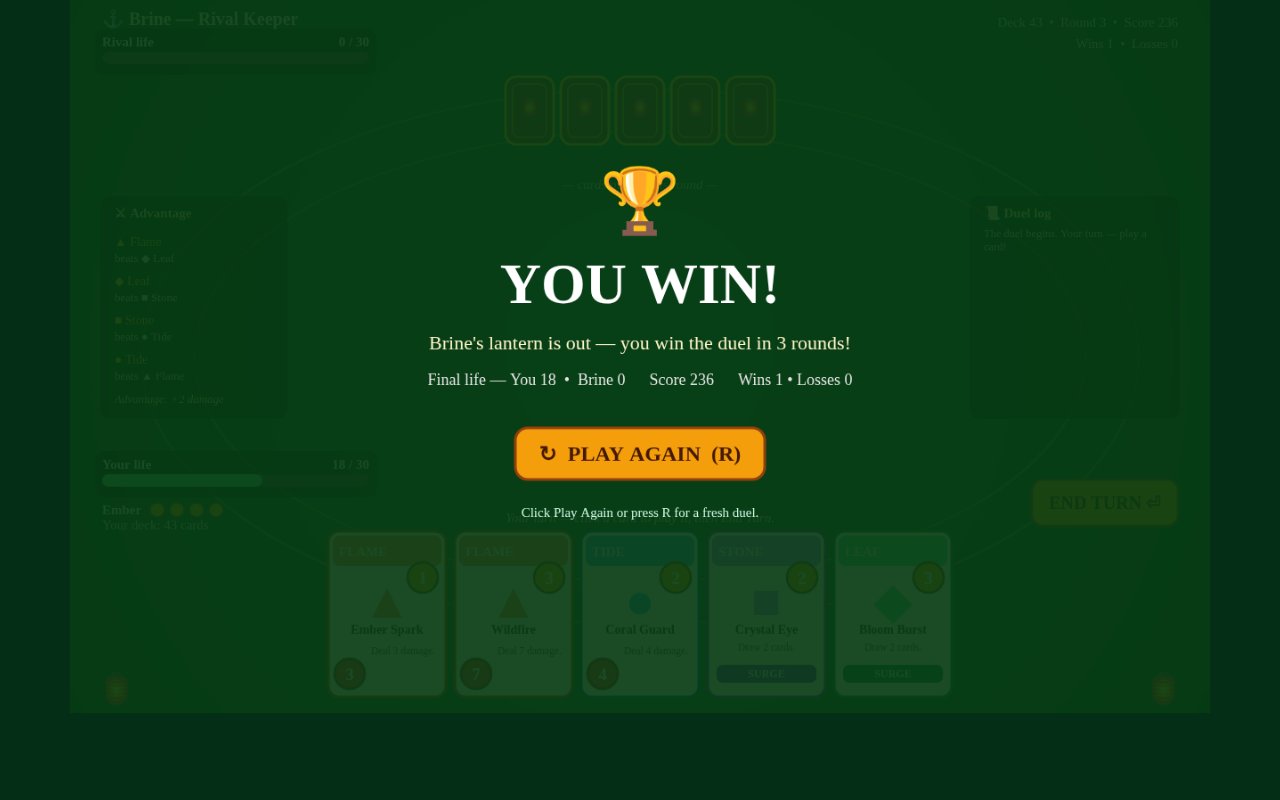 ⚓ Brine — Rival Keeper
Deck 43 • Round 3 • Score 236
Rival life 0 / 30
Wins 1 • Losses 0
⚔ Advantage
▲ Flame
beats ◆ Leaf
◆ Leaf
beats ■ Stone
■ Stone
beats ● Tide
● Tide
beats ▲ Flame
Advantage: +2 damage
📜 Duel log
The duel begins. Your turn — play a
card!
YOU WIN!
Brine's lantern is out — you win the duel in 3 rounds!
Final life — You 18 • Brine 0 Score 236 Wins 1 • Losses 0
↻ PLAY AGAIN (R)
Click Play Again or press R for a fresh duel.
Your life 18 / 30
Ember
Your deck: 43 cards
END TURN ⏎
FLAME
1
Ember Spark
Deal 3 damage.
3
FLAME
3
Wildfire
Deal 7 damage.
7
TIDE
2
Coral Guard
Deal 4 damage.
4
STONE
2
Crystal Eye
Draw 2 cards.
SURGE
LEAF
3
Bloom Burst
Draw 2 cards.
SURGE